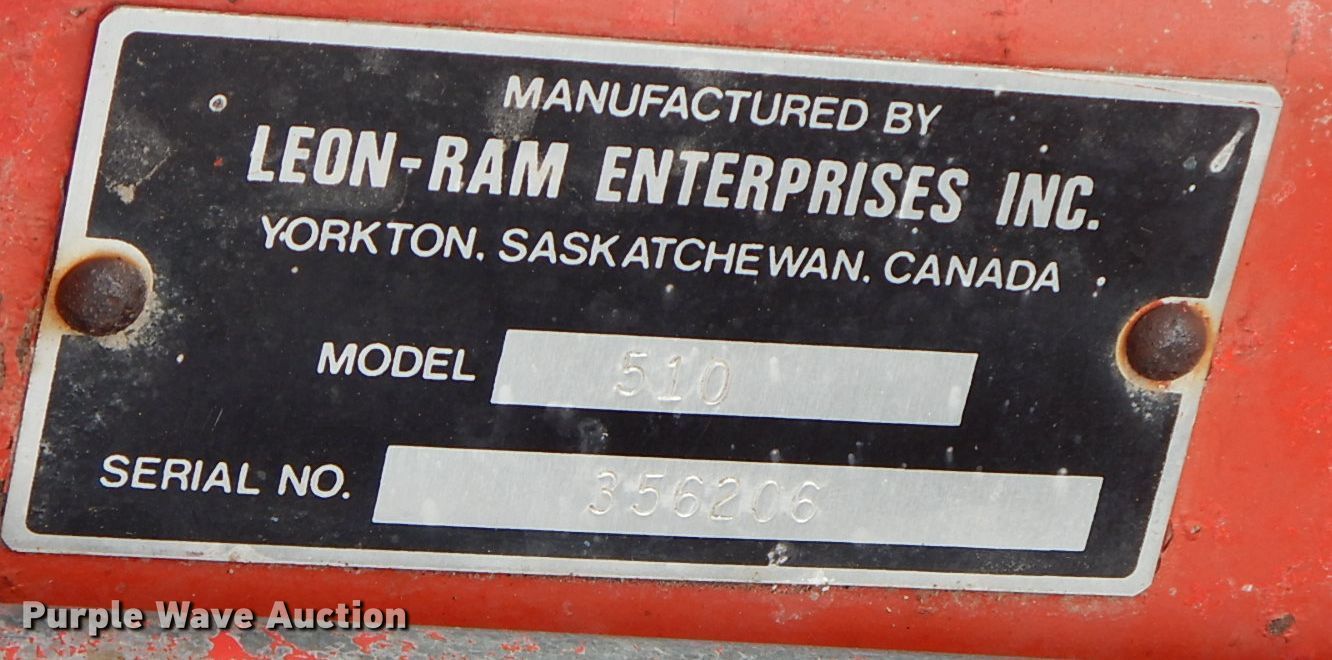 MANUFACTURED BY
LEON-RAM ENTERPRISES INC.
YORKTON, SASKATCHEWAN, CANADA
MODEL 510
SERIAL NO. 356206
Purple Wave Auction